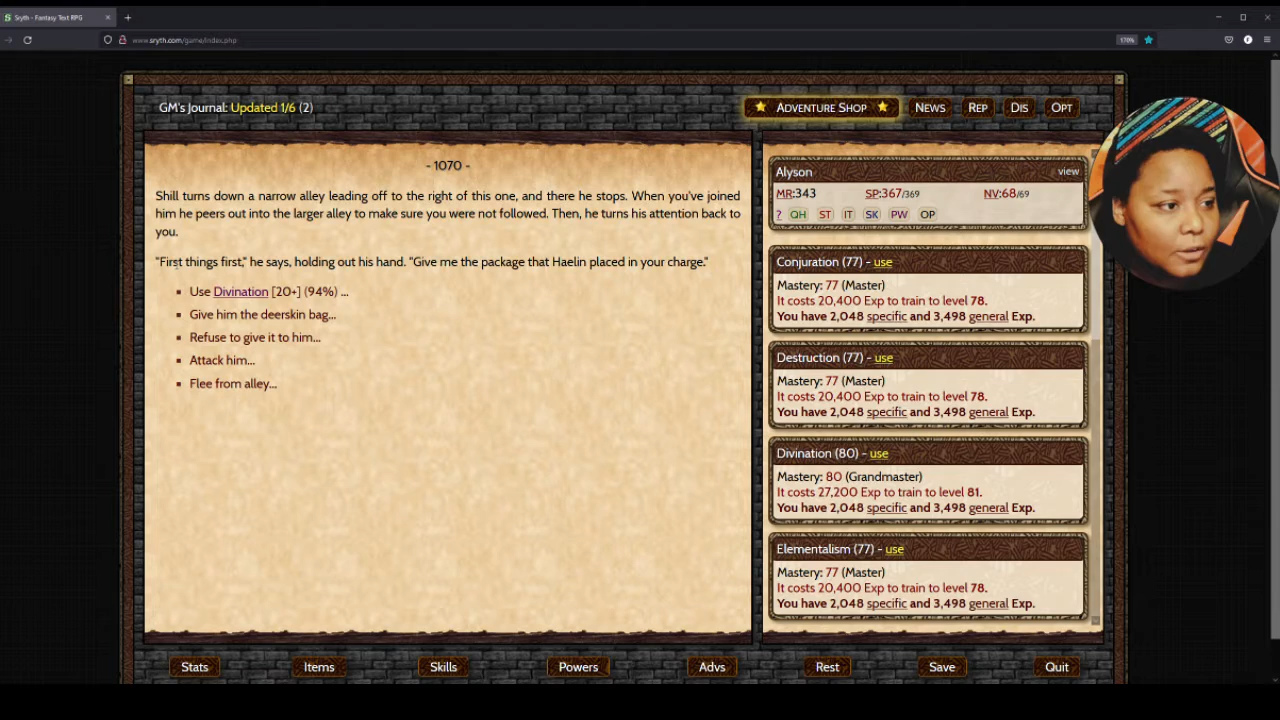 Sryth - Fantasy Text RPG
www.sryth.com/game/index.php
170%
GM's Journal: Updated 1/6 (2)
ADVENTURE SHOP
NEWS
REP
DIS
OPT
- 1070 -
Shill turns down a narrow alley leading off to the right of this one, and there he stops. When you've joined
him he peers out into the larger alley to make sure you were not followed. Then, he turns his attention back to
you.
"First things first," he says, holding out his hand. "Give me the package that Haelin placed in your charge."
Use Divination [20+] (94%) ...
Give him the deerskin bag...
Refuse to give it to him...
Attack him...
Flee from alley...
Alyson
view
MR:343
SP:367/369
NV:68/69
? QH ST IT SK PW OP
Conjuration (77) - use
Mastery: 77 (Master)
It costs 20,400 Exp to train to level 78.
You have 2,048 specific and 3,498 general Exp.
Destruction (77) - use
Mastery: 77 (Master)
It costs 20,400 Exp to train to level 78.
You have 2,048 specific and 3,498 general Exp.
Divination (80) - use
Mastery: 80 (Grandmaster)
It costs 27,200 Exp to train to level 81.
You have 2,048 specific and 3,498 general Exp.
Elementalism (77) - use
Mastery: 77 (Master)
It costs 20,400 Exp to train to level 78.
You have 2,048 specific and 3,498 general Exp.
Stats
Items
Skills
Powers
Advs
Rest
Save
Quit